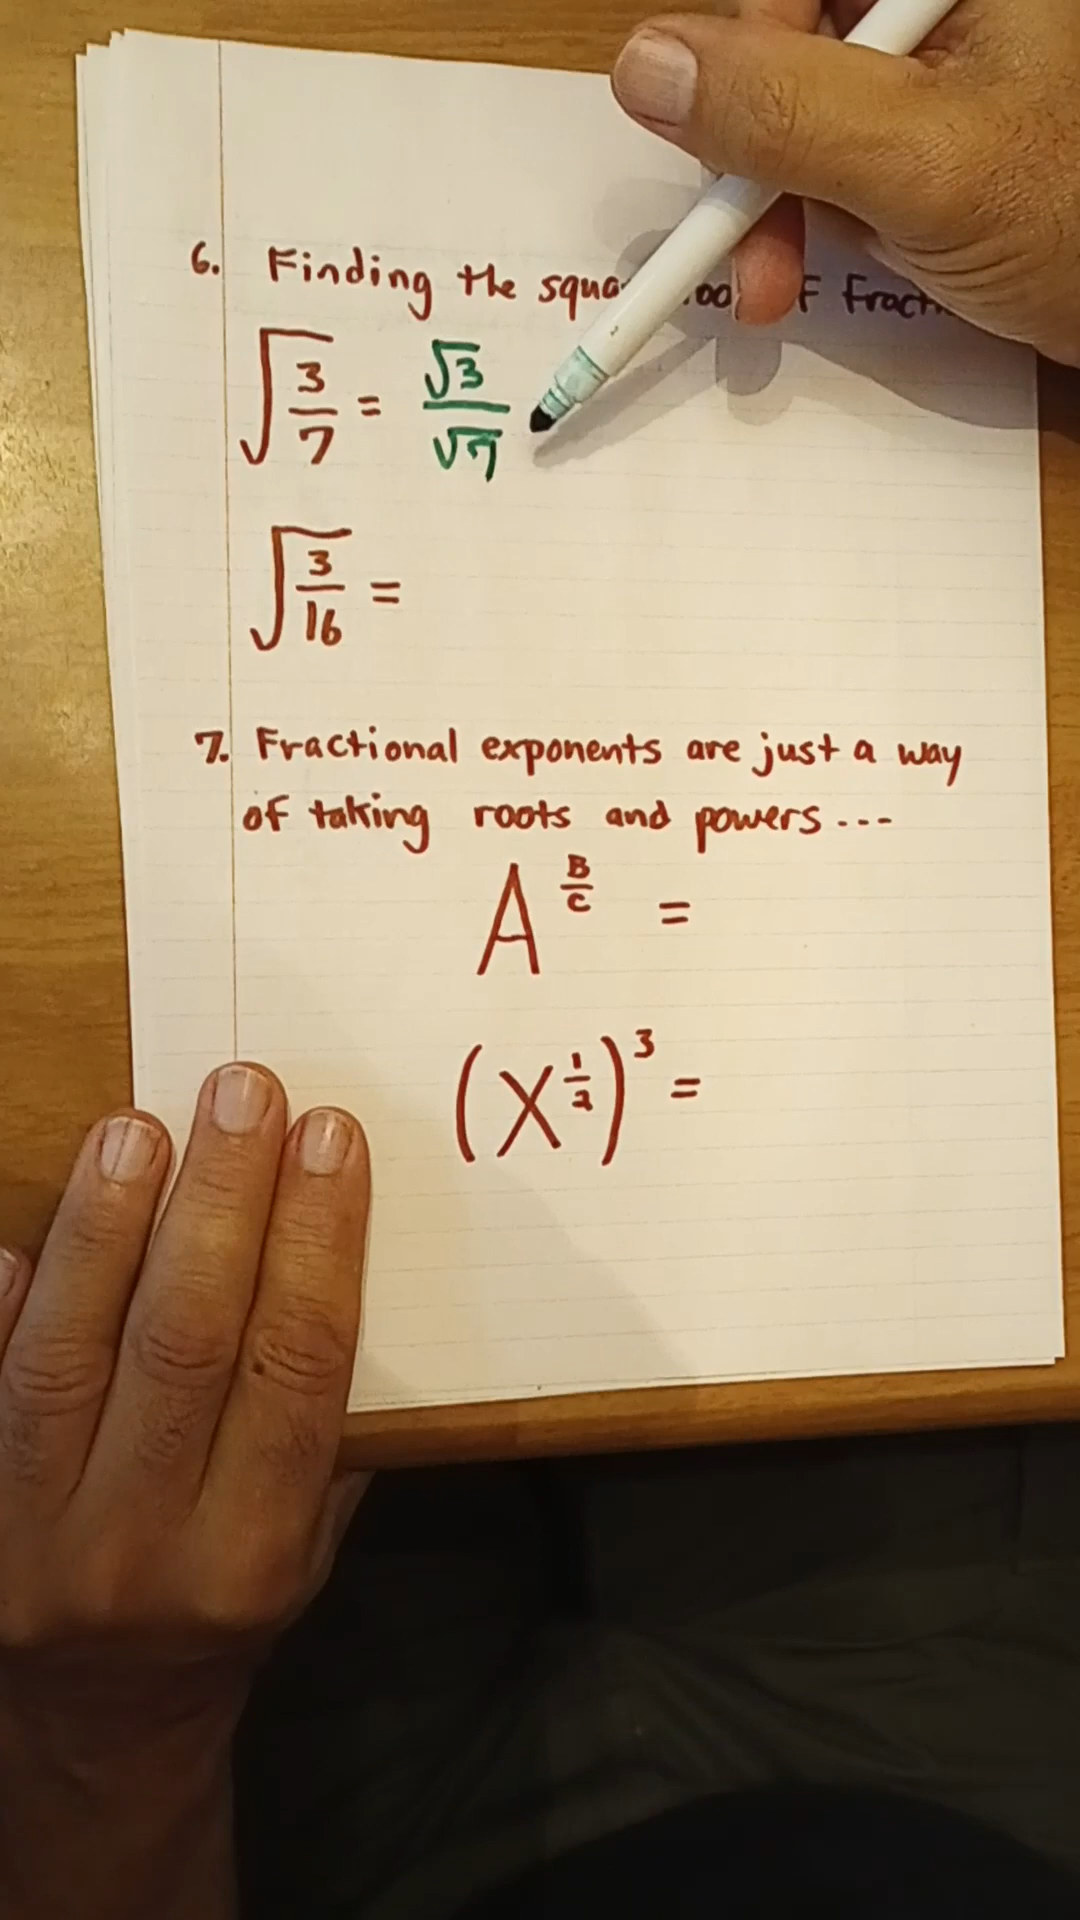 6. Finding the f
√3/7 = √3/√7
√3/16 =
7. Fractional exponents are just a way
of taking roots and powers ---
A^B/C =
(X^1/2)^3 =